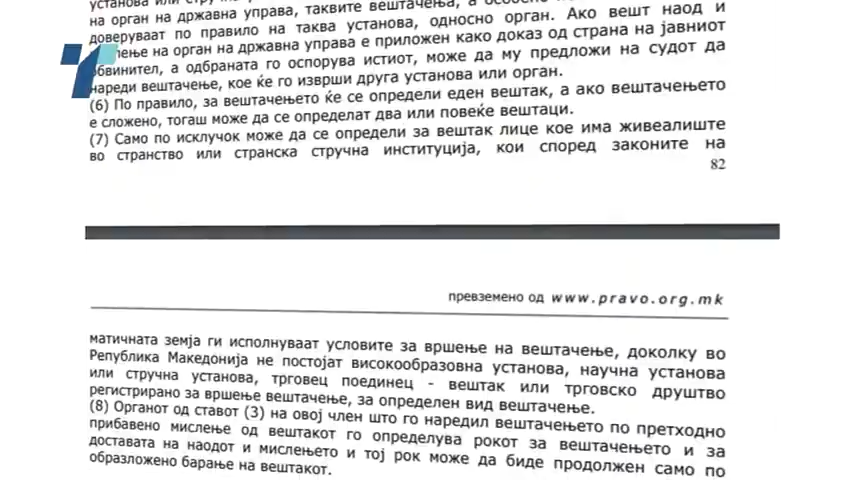 установа или
на орган на државна управа, таквите вештачења, а особено
доверуваат по правило на таква установа, односно орган. Ако вешт наод и
на орган на државна управа е приложен како доказ од страна на јавниот
обвинител, а одбраната го оспорува истиот, може да му предложи на судот да
нареди вештачење, кое ќе го изврши друга установа или орган.
(6) По правило, за вештачењето ќе се определи еден вештак, а ако вештачењето
е сложено, тогаш може да се определат два или повеќе вештаци.
(7) Само по исклучок може да се определи за вештак лице кое има живеалиште
во странство или странска стручна институција, кои според законите на
82
превземено од www.pravo.org.mk
матичната земја ги исполнуваат условите за вршење на вештачење, доколку во
Република Македонија не постојат високообразовна установа, научна установа
или стручна установа, трговец поединец - вештак или трговско друштво
регистрирано за вршење вештачење, за определен вид вештачење.
(8) Органот од ставот (3) на овој член што го наредил вештачењето по претходно
прибавено мислење од вештакот го определува рокот за вештачењето и за
доставата на наодот и мислењето и тој рок може да биде продолжен само по
образложено барање на вештакот.